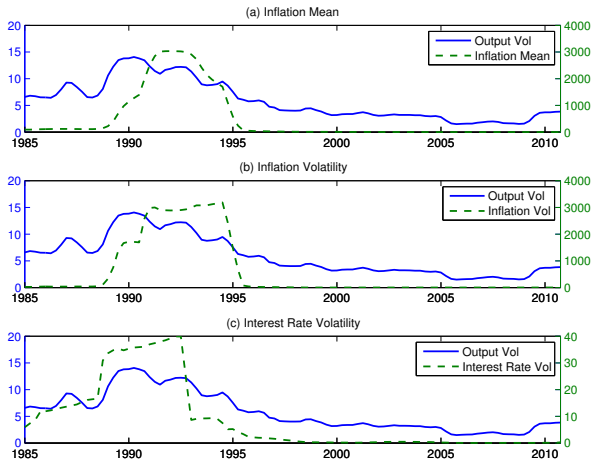 (a) Inflation Mean
20 4000
15 3000
10 2000
5 1000
0 0
Output Vol
Inflation Mean
1985 1990 1995 2000 2005 2010
(b) Inflation Volatility
20 4000
15 3000
10 2000
5 1000
0 0
Output Vol
Inflation Vol
1985 1990 1995 2000 2005 2010
(c) Interest Rate Volatility
20 40
15 30
10 20
5 10
0 0
Output Vol
Interest Rate Vol
1985 1990 1995 2000 2005 2010